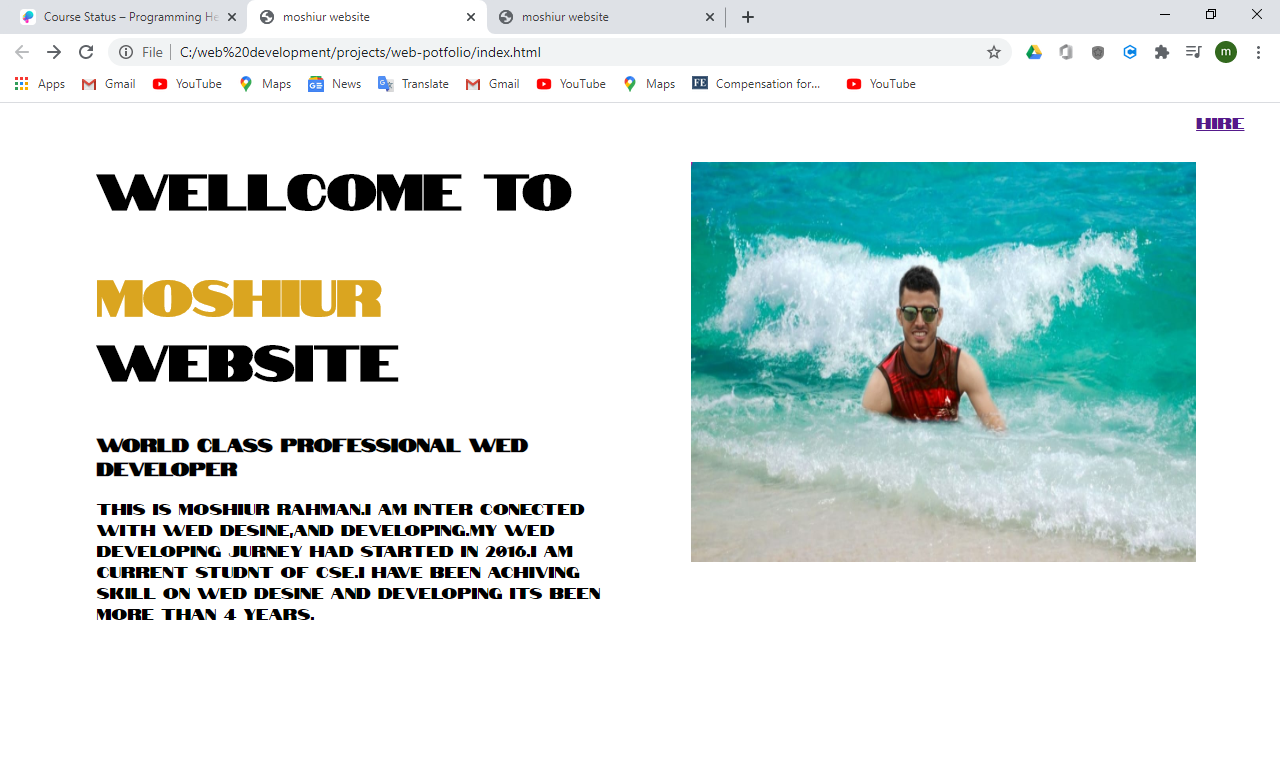 Course Status – Programming He
moshiur website
moshiur website
File
C:/web%20development/projects/web-potfolio/index.html
m
Apps
Gmail
YouTube
Maps
News
Translate
Gmail
YouTube
Maps
FE
Compensation for...
YouTube
HIRE
WELLCOME TO
MOSHIUR
WEBSITE
WORLD CLASS PROFESSIONAL WED
DEVELOPER
THIS IS MOSHIUR RAHMAN.I AM INTER CONECTED
WITH WED DESINE,AND DEVELOPING.MY WED
DEVELOPING JURNEY HAD STARTED IN 2016.I AM
CURRENT STUDNT OF CSE.I HAVE BEEN ACHIVING
SKILL ON WED DESINE AND DEVELOPING ITS BEEN
MORE THAN 4 YEARS.